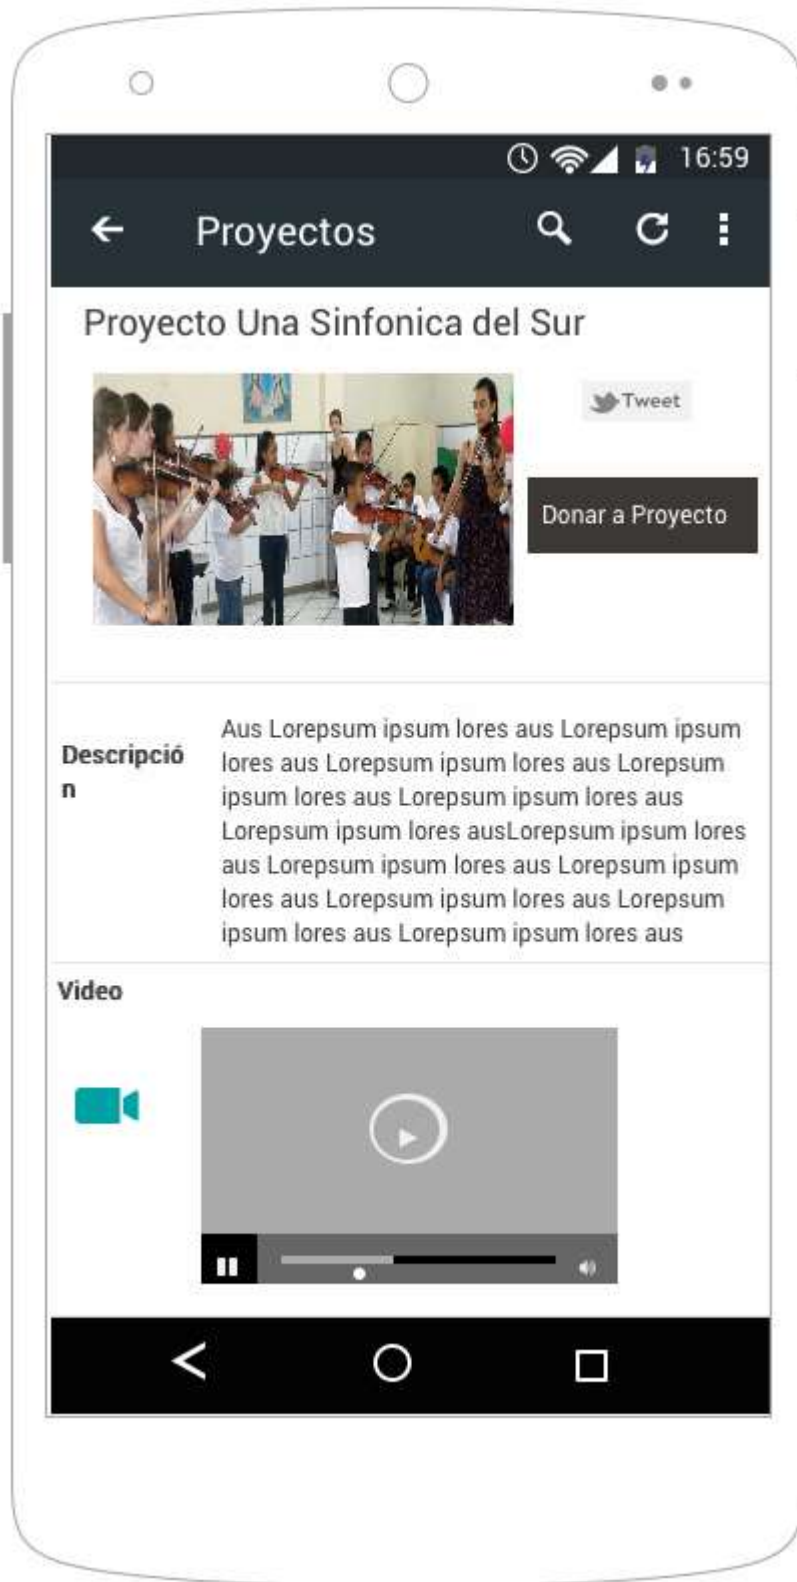 16:59
Proyectos
Proyecto Una Sinfonica del Sur
Tweet
Donar a Proyecto
Descripció
n
Aus Lorepsum ipsum lores aus Lorepsum ipsum
lores aus Lorepsum ipsum lores aus Lorepsum
ipsum lores aus Lorepsum ipsum lores aus
Lorepsum ipsum lores ausLorepsum ipsum lores
aus Lorepsum ipsum lores aus Lorepsum ipsum
lores aus Lorepsum ipsum lores aus Lorepsum
ipsum lores aus Lorepsum ipsum lores aus
Video